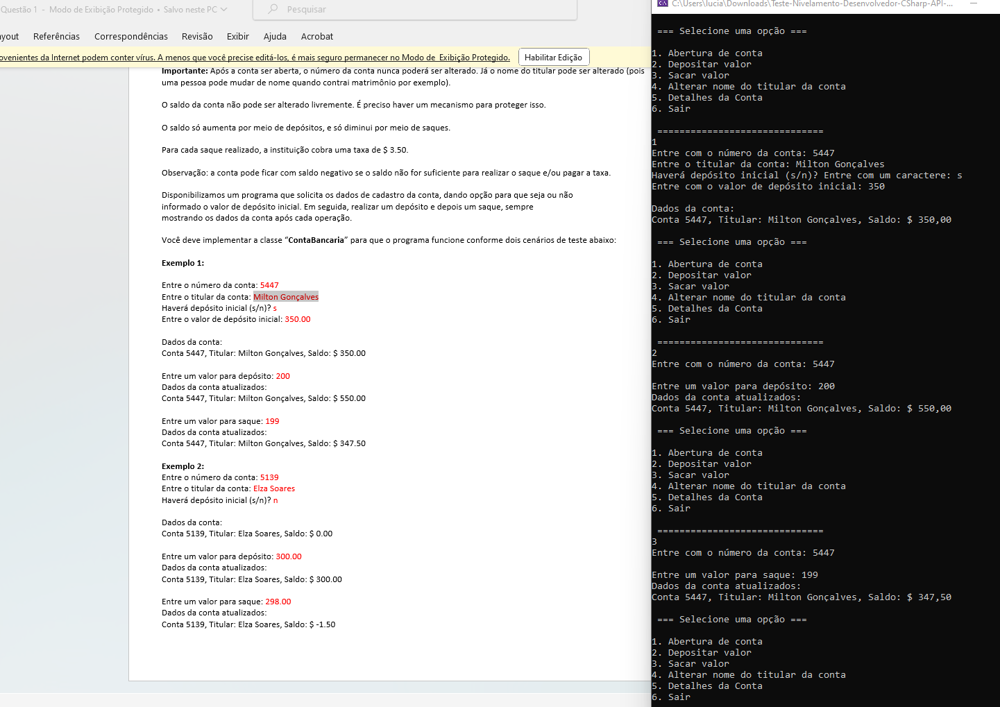 Questão 1 - Modo de Exibição Protegido • Salvo neste PC
Pesquisar
yout Referências Correspondências Revisão Exibir Ajuda Acrobat
ovenientes da Internet podem conter vírus. A menos que você precise editá-los, é mais seguro permanecer no Modo de Exibição Protegido. Habilitar Edição
Importante: Após a conta ser aberta, o número da conta nunca poderá ser alterado. Já o nome do titular pode ser alterado (pois
uma pessoa pode mudar de nome quando contrai matrimônio por exemplo).
O saldo da conta não pode ser alterado livremente. É preciso haver um mecanismo para proteger isso.
O saldo só aumenta por meio de depósitos, e só diminui por meio de saques.
Para cada saque realizado, a instituição cobra uma taxa de $ 3.50.
Observação: a conta pode ficar com saldo negativo se o saldo não for suficiente para realizar o saque e/ou pagar a taxa.
Disponibilizamos um programa que solicita os dados de cadastro da conta, dando opção para que seja ou não
informado o valor de depósito inicial. Em seguida, realizar um depósito e depois um saque, sempre
mostrando os dados da conta após cada operação.
Você deve implementar a classe “ContaBancaria” para que o programa funcione conforme dois cenários de teste abaixo:
Exemplo 1:
Entre o número da conta: 5447
Entre o titular da conta: Milton Gonçalves
Haverá depósito inicial (s/n)? s
Entre o valor de depósito inicial: 350.00
Dados da conta:
Conta 5447, Titular: Milton Gonçalves, Saldo: $ 350.00
Entre um valor para depósito: 200
Dados da conta atualizados:
Conta 5447, Titular: Milton Gonçalves, Saldo: $ 550.00
Entre um valor para saque: 199
Dados da conta atualizados:
Conta 5447, Titular: Milton Gonçalves, Saldo: $ 347.50
Exemplo 2:
Entre o número da conta: 5139
Entre o titular da conta: Elza Soares
Haverá depósito inicial (s/n)? n
Dados da conta:
Conta 5139, Titular: Elza Soares, Saldo: $ 0.00
Entre um valor para depósito: 300.00
Dados da conta atualizados:
Conta 5139, Titular: Elza Soares, Saldo: $ 300.00
Entre um valor para saque: 298.00
Dados da conta atualizados:
Conta 5139, Titular: Elza Soares, Saldo: $ -1.50
C:\Users\lucia\Downloads\Teste-Nivelamento-Desenvolvedor-CSharp-API-...
=== Selecione uma opção ===
1. Abertura de conta
2. Depositar valor
3. Sacar valor
4. Alterar nome do titular da conta
5. Detalhes da Conta
6. Sair
==============================
1
Entre com o número da conta: 5447
Entre o titular da conta: Milton Gonçalves
Haverá depósito inicial (s/n)? Entre com um caractere: s
Entre com o valor de depósito inicial: 350
Dados da conta:
Conta 5447, Titular: Milton Gonçalves, Saldo: $ 350,00
=== Selecione uma opção ===
1. Abertura de conta
2. Depositar valor
3. Sacar valor
4. Alterar nome do titular da conta
5. Detalhes da Conta
6. Sair
==============================
2
Entre com o número da conta: 5447
Entre um valor para depósito: 200
Dados da conta atualizados:
Conta 5447, Titular: Milton Gonçalves, Saldo: $ 550,00
=== Selecione uma opção ===
1. Abertura de conta
2. Depositar valor
3. Sacar valor
4. Alterar nome do titular da conta
5. Detalhes da Conta
6. Sair
==============================
3
Entre com o número da conta: 5447
Entre um valor para saque: 199
Dados da conta atualizados:
Conta 5447, Titular: Milton Gonçalves, Saldo: $ 347,50
=== Selecione uma opção ===
1. Abertura de conta
2. Depositar valor
3. Sacar valor
4. Alterar nome do titular da conta
5. Detalhes da Conta
6. Sair